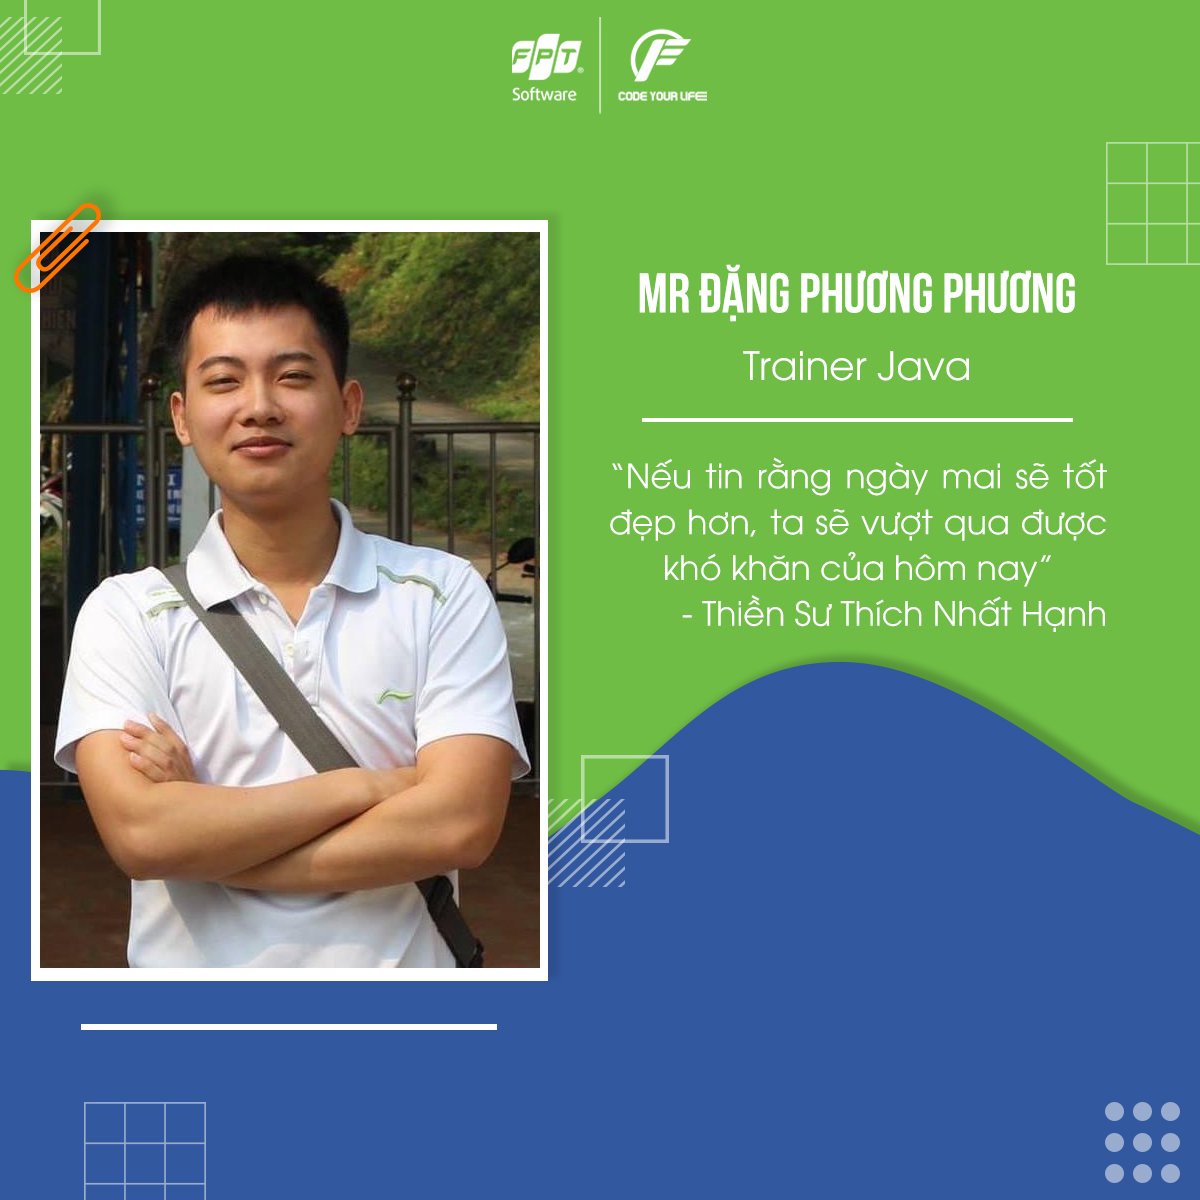 FPT
Software
CODE YOUR LIFE
MR ĐẶNG PHƯƠNG PHƯƠNG
Trainer Java
“Nếu tin rằng ngày mai sẽ tốt
đẹp hơn, ta sẽ vượt qua được
khó khăn của hôm nay”
- Thiền Sư Thích Nhất Hạnh